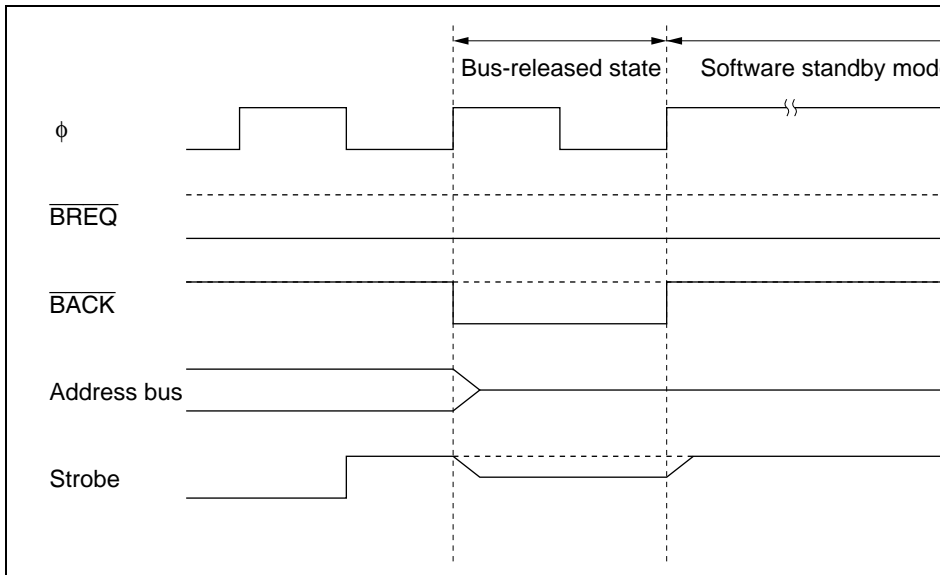 Bus-released state Software standby mod
φ
BREQ
BACK
Address bus
Strobe